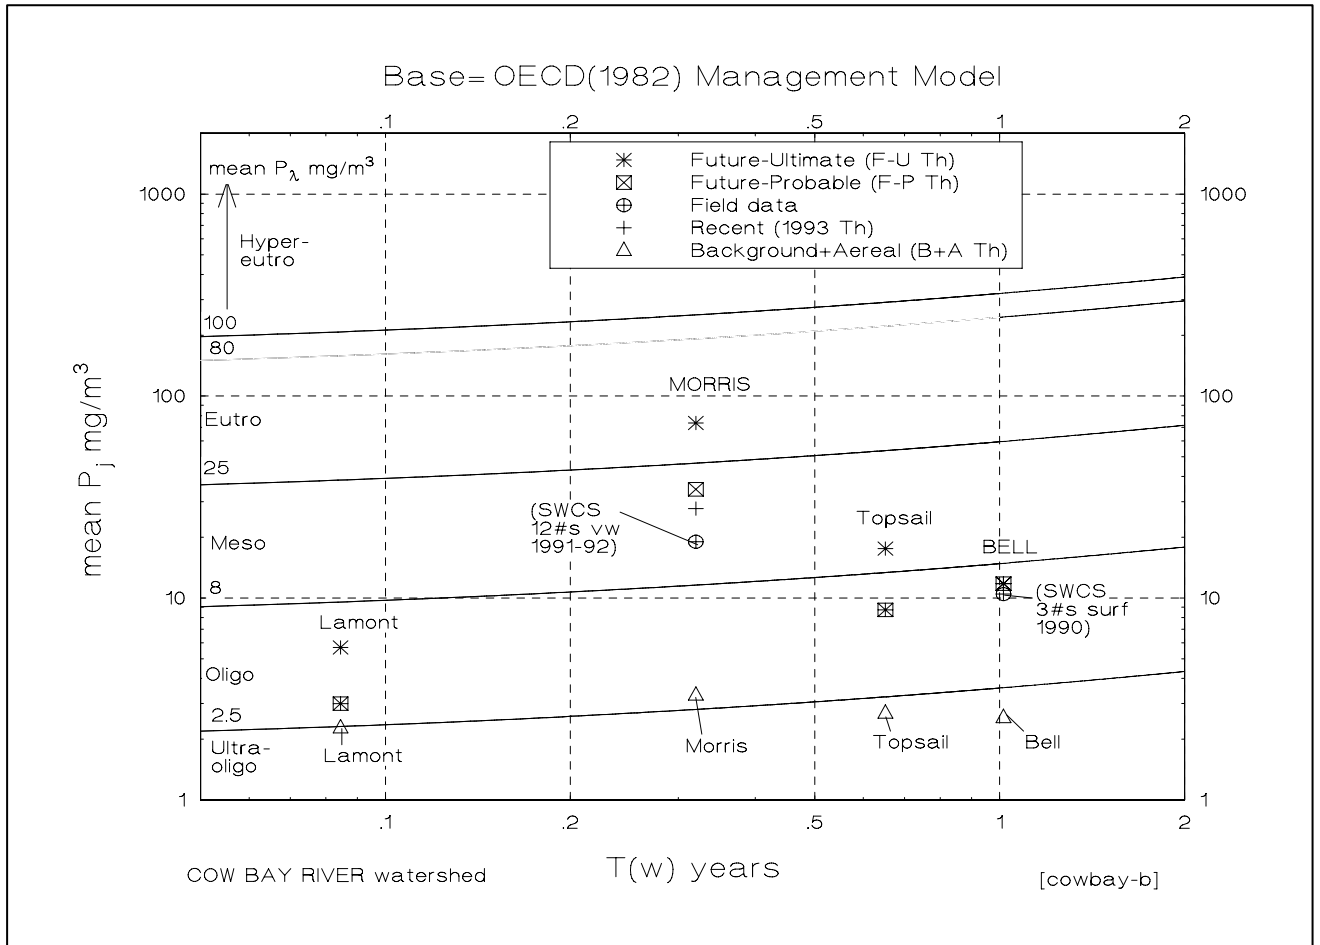 Base= OECD(1982) Management Model
.1 .2 .5 1 2
mean Pλ mg/m³
Future-Ultimate (F-U Th)
Future-Probable (F-P Th)
Field data
Recent (1993 Th)
Background+Aereal (B+A Th)
1000 1000
Hyper-
eutro
100
80
MORRIS
100 100
Eutro
25
(SWCS
12#s vw
1991-92)
Topsail
Meso
BELL
8
10 10
(SWCS
3#s surf
1990)
Lamont
Oligo
2.5
Ultra-
oligo
Lamont
Morris
Topsail
Bell
1 1
.1 .2 .5 1 2
mean Pj mg/m³
T(w) years
COW BAY RIVER watershed
[cowbay-b]